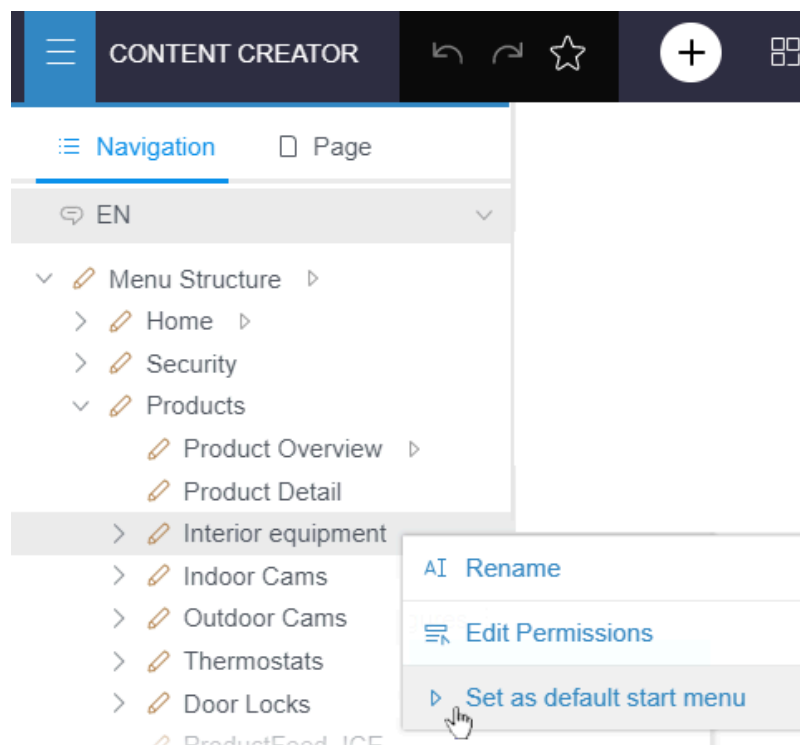 CONTENT CREATOR
Navigation Page
EN
Menu Structure
Home
Security
Products
Product Overview
Product Detail
Interior equipment
Indoor Cams
Outdoor Cams
Thermostats
Door Locks
Rename
Edit Permissions
Set as default start menu